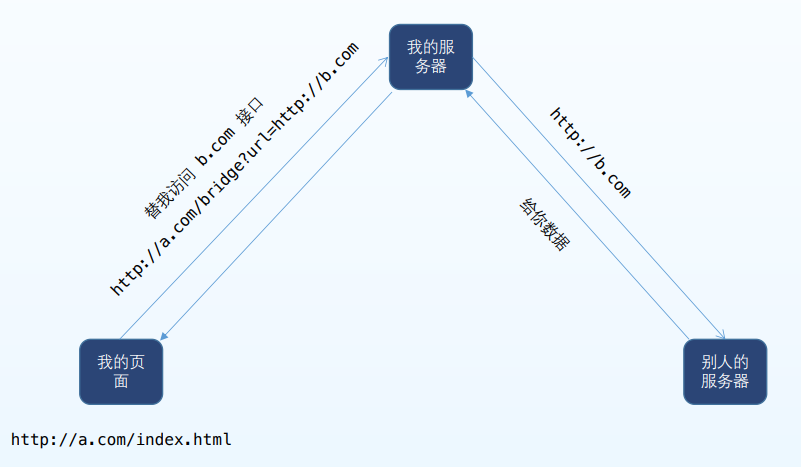 我的服
务器
替我访问 b.com 接口
http://a.com/bridge?url=http://b.com
http://b.com
给你数据
我的页
面
别人的
服务器
http://a.com/index.html